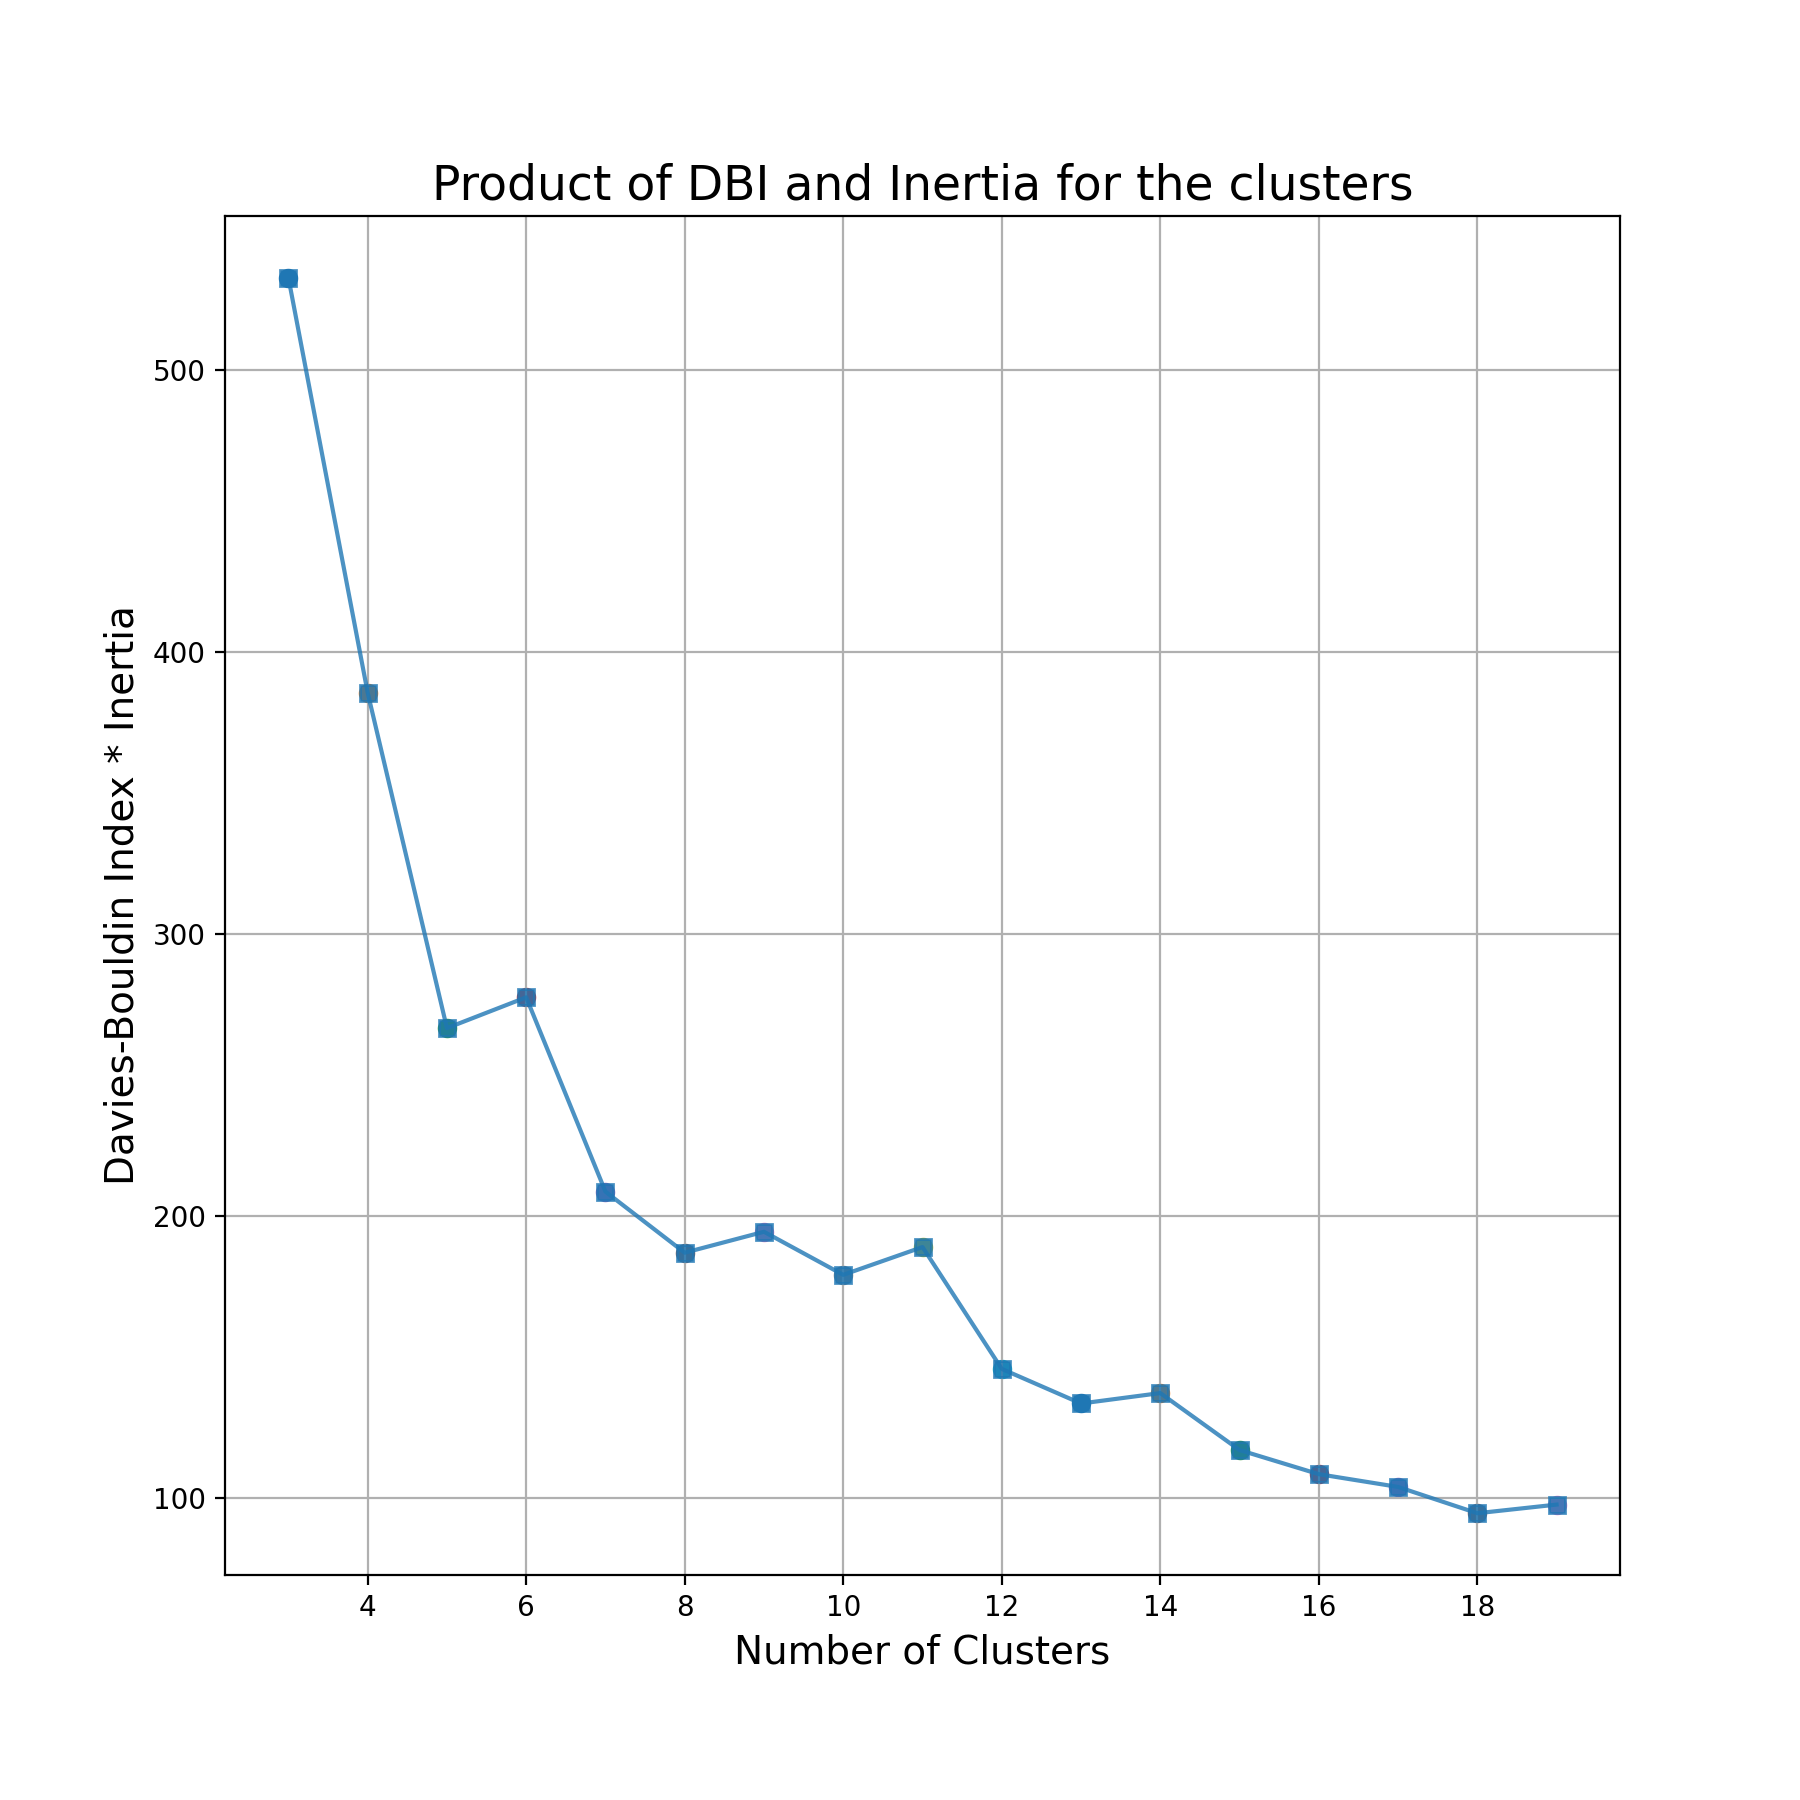 Product of DBI and Inertia for the clusters
Davies-Bouldin Index * Inertia
500
400
300
200
100
4 6 8 10 12 14 16 18
Number of Clusters